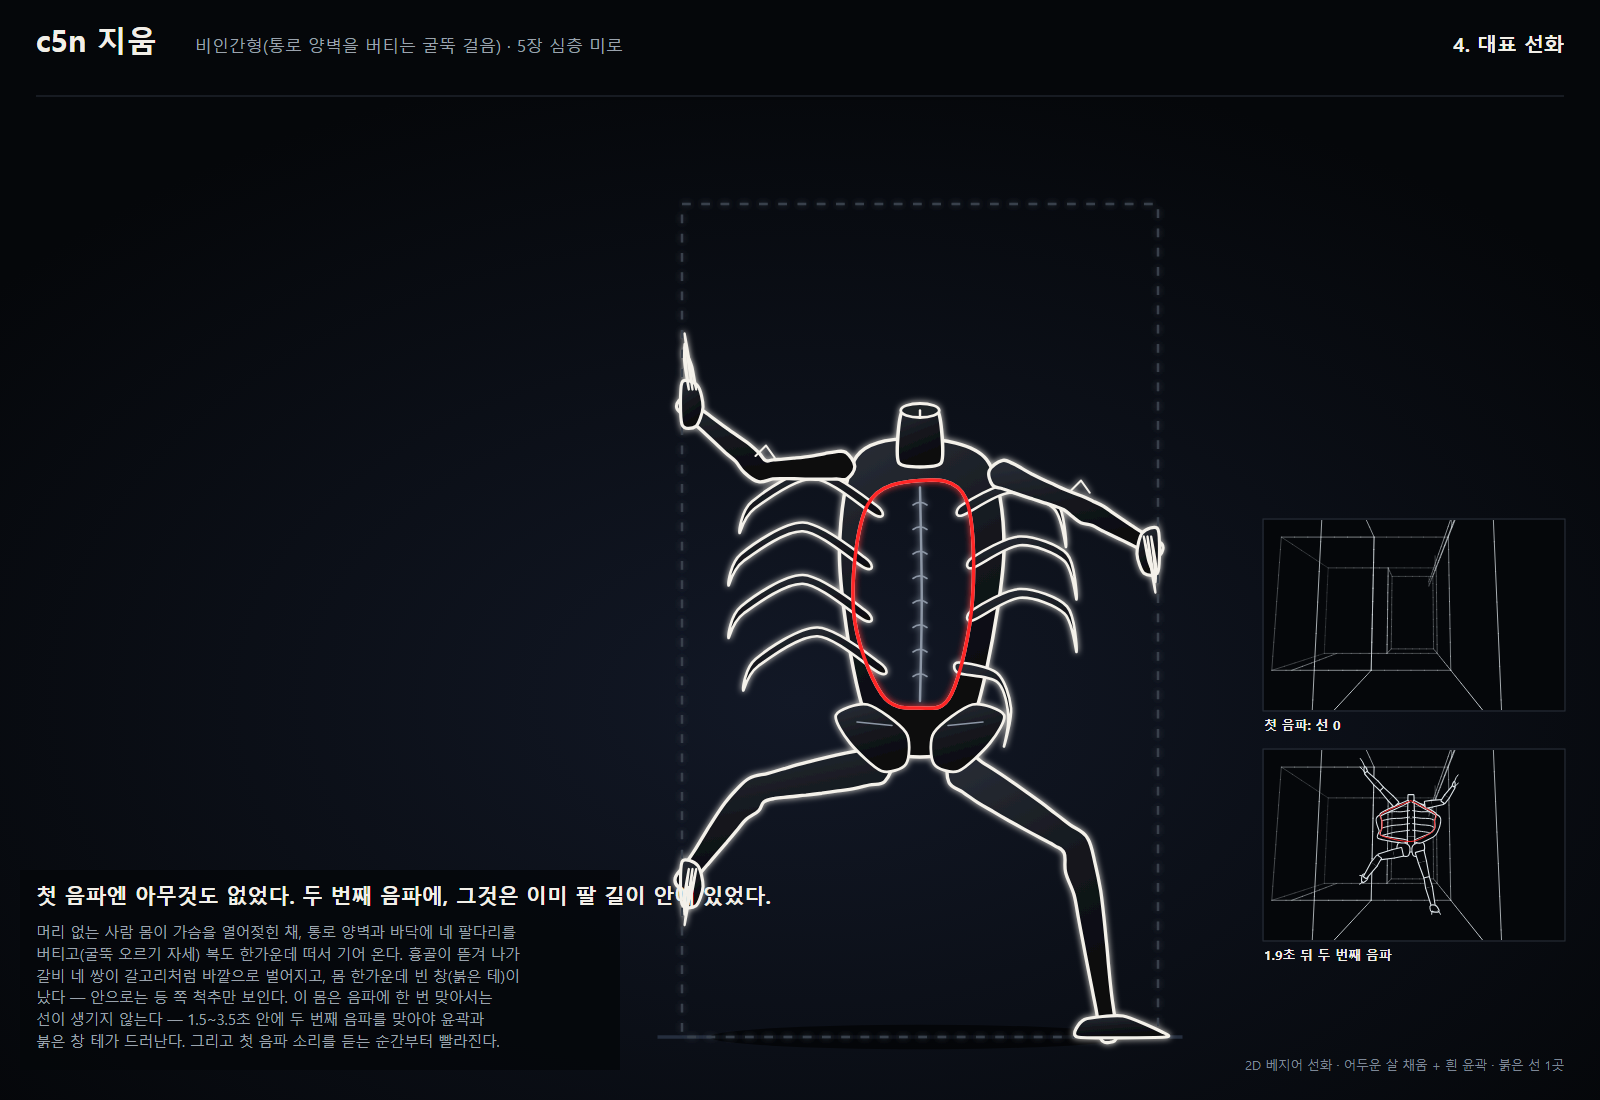 c5n 지움
비인간형(통로 양벽을 버티는 굴뚝 걸음) · 5장 심층 미로
4. 대표 선화
첫 음파: 선 0
1.9초 뒤 두 번째 음파
첫 음파엔 아무것도 없었다. 두 번째 음파에, 그것은 이미 팔 길이 안에 있었다.
머리 없는 사람 몸이 가슴을 열어젖힌 채, 통로 양벽과 바닥에 네 팔다리를
버티고(굴뚝 오르기 자세) 복도 한가운데 떠서 기어 온다. 흉골이 뜯겨 나가
갈비 네 쌍이 갈고리처럼 바깥으로 벌어지고, 몸 한가운데 빈 창(붉은 테)이
났다 — 안으로는 등 쪽 척추만 보인다. 이 몸은 음파에 한 번 맞아서는
선이 생기지 않는다 — 1.5~3.5초 안에 두 번째 음파를 맞아야 윤곽과
붉은 창 테가 드러난다. 그리고 첫 음파 소리를 듣는 순간부터 빨라진다.
2D 베지어 선화 · 어두운 살 채움 + 흰 윤곽 · 붉은 선 1곳